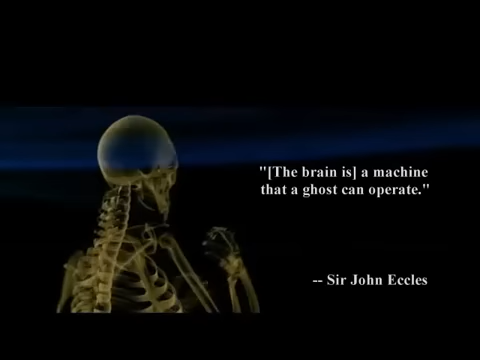 "[The brain is] a machine
that a ghost can operate."
-- Sir John Eccles